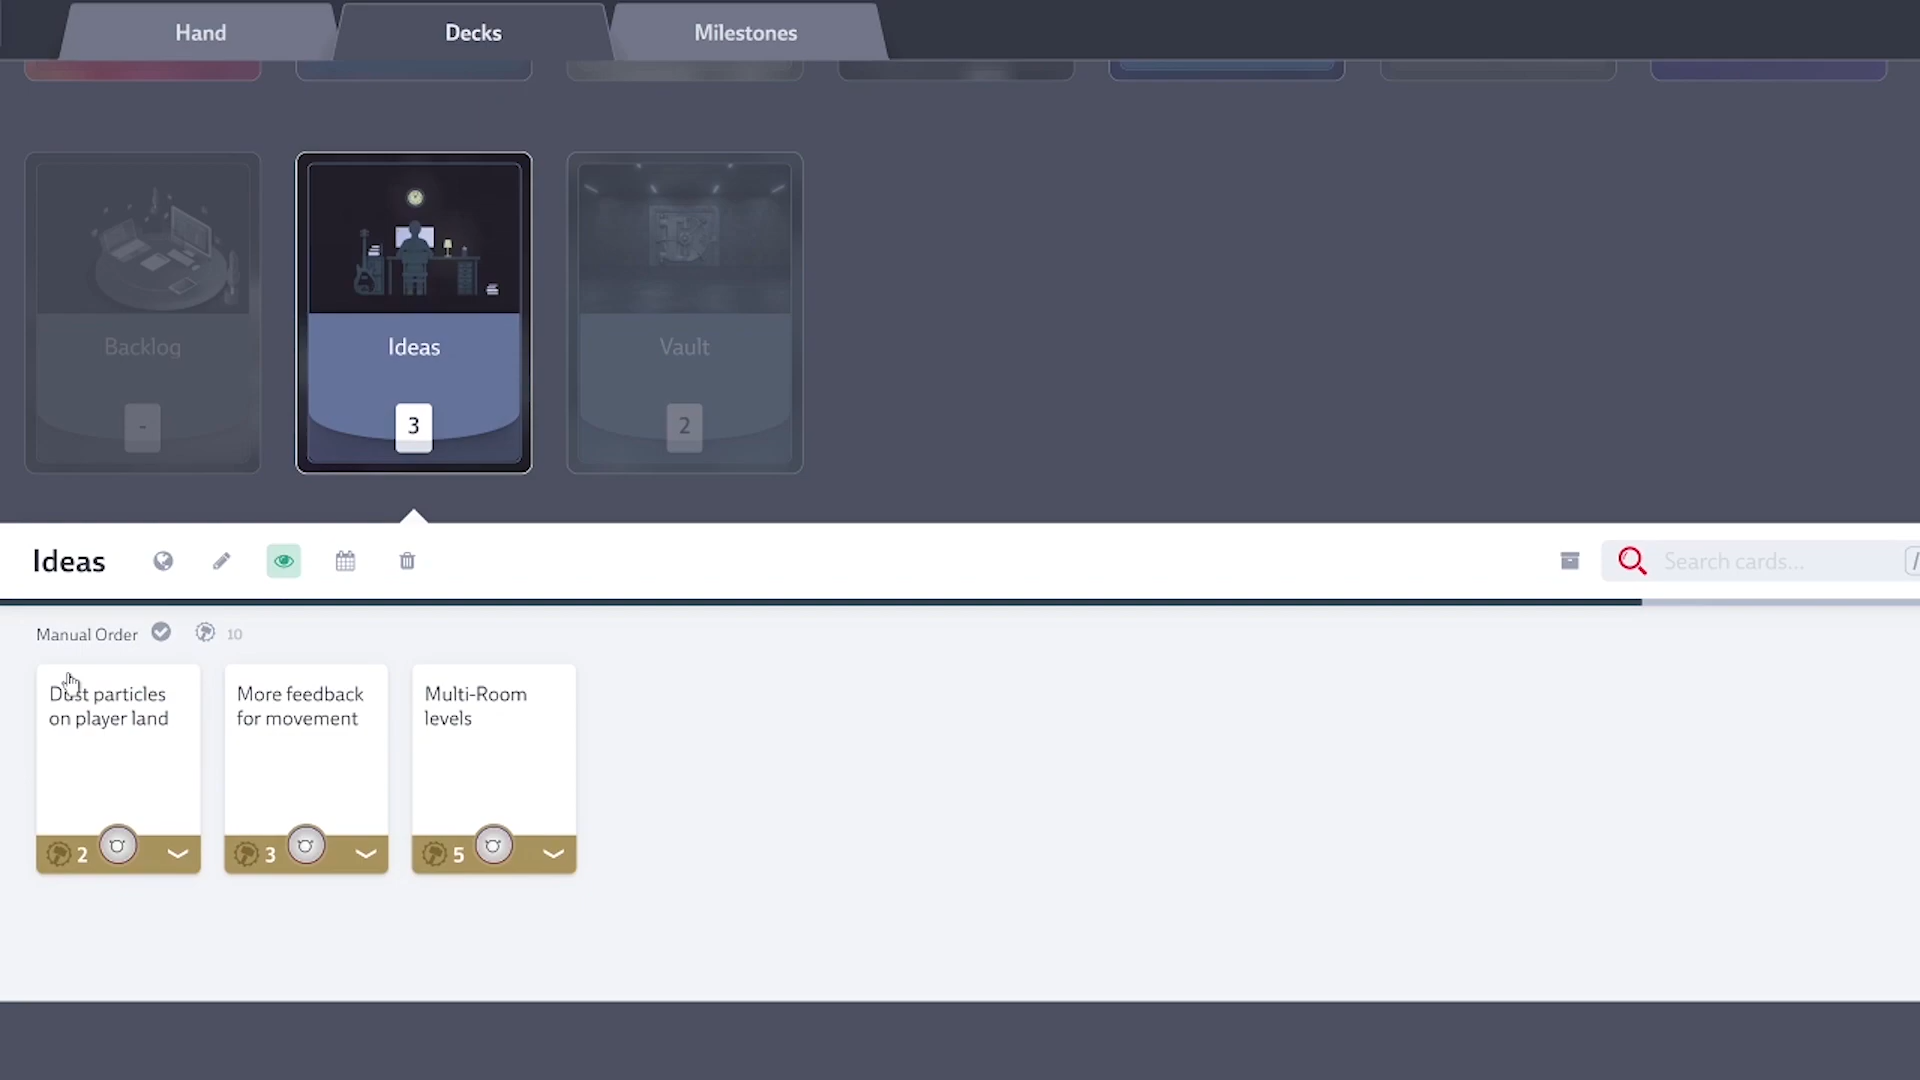 Hand
Decks
Milestones
Backlog
-
Ideas
3
Vault
2
Ideas
Search cards...
/
Manual Order
10
Dust particles
on player land
2
More feedback
for movement
3
Multi-Room
levels
5